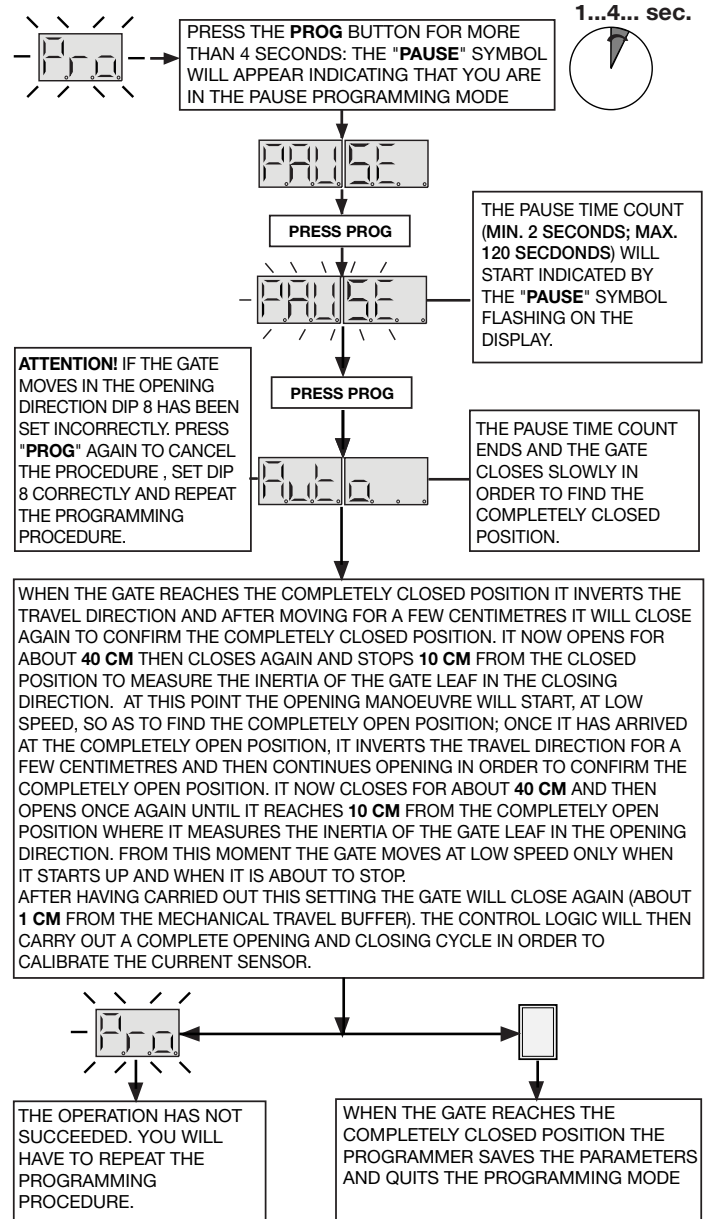 1...4... sec.
Pro
PRESS THE PROG BUTTON FOR MORE
THAN 4 SECONDS: THE "PAUSE" SYMBOL
WILL APPEAR INDICATING THAT YOU ARE
IN THE PAUSE PROGRAMMING MODE
PAUSE
PRESS PROG
THE PAUSE TIME COUNT
(MIN. 2 SECONDS; MAX.
120 SECDONDS) WILL
START INDICATED BY
THE "PAUSE" SYMBOL
FLASHING ON THE
DISPLAY.
PAUSE
ATTENTION! IF THE GATE
MOVES IN THE OPENING
DIRECTION DIP 8 HAS BEEN
SET INCORRECTLY. PRESS
"PROG" AGAIN TO CANCEL
THE PROCEDURE , SET DIP
8 CORRECTLY AND REPEAT
THE PROGRAMMING
PROCEDURE.
PRESS PROG
Auto
THE PAUSE TIME COUNT
ENDS AND THE GATE
CLOSES SLOWLY IN
ORDER TO FIND THE
COMPLETELY CLOSED
POSITION.
WHEN THE GATE REACHES THE COMPLETELY CLOSED POSITION IT INVERTS THE
TRAVEL DIRECTION AND AFTER MOVING FOR A FEW CENTIMETRES IT WILL CLOSE
AGAIN TO CONFIRM THE COMPLETELY CLOSED POSITION. IT NOW OPENS FOR
ABOUT 40 CM THEN CLOSES AGAIN AND STOPS 10 CM FROM THE CLOSED
POSITION TO MEASURE THE INERTIA OF THE GATE LEAF IN THE CLOSING
DIRECTION. AT THIS POINT THE OPENING MANOEUVRE WILL START, AT LOW
SPEED, SO AS TO FIND THE COMPLETELY OPEN POSITION; ONCE IT HAS ARRIVED
AT THE COMPLETELY OPEN POSITION, IT INVERTS THE TRAVEL DIRECTION FOR A
FEW CENTIMETRES AND THEN CONTINUES OPENING IN ORDER TO CONFIRM THE
COMPLETELY OPEN POSITION. IT NOW CLOSES FOR ABOUT 40 CM AND THEN
OPENS ONCE AGAIN UNTIL IT REACHES 10 CM FROM THE COMPLETELY OPEN
POSITION WHERE IT MEASURES THE INERTIA OF THE GATE LEAF IN THE OPENING
DIRECTION. FROM THIS MOMENT THE GATE MOVES AT LOW SPEED ONLY WHEN
IT STARTS UP AND WHEN IT IS ABOUT TO STOP.
AFTER HAVING CARRIED OUT THIS SETTING THE GATE WILL CLOSE AGAIN (ABOUT
1 CM FROM THE MECHANICAL TRAVEL BUFFER). THE CONTROL LOGIC WILL THEN
CARRY OUT A COMPLETE OPENING AND CLOSING CYCLE IN ORDER TO
CALIBRATE THE CURRENT SENSOR.
Pro
THE OPERATION HAS NOT
SUCCEEDED. YOU WILL
HAVE TO REPEAT THE
PROGRAMMING
PROCEDURE.
WHEN THE GATE REACHES THE
COMPLETELY CLOSED POSITION THE
PROGRAMMER SAVES THE PARAMETERS
AND QUITS THE PROGRAMMING MODE